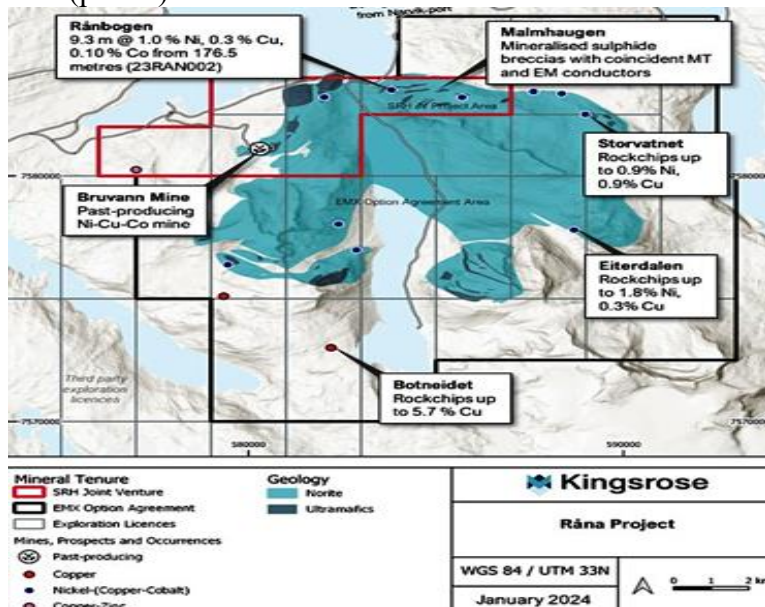 from Narvik-port
Rånbogen
9.3 m @ 1.0 % Ni, 0.3 % Cu,
0.10 % Co from 176.5
metres (23RAN002)
Malmhaugen
Mineralised sulphide
breccias with coincident MT
and EM conductors
SRH JV Project Area
Storvatnet
Rockchips up
to 0.9% Ni,
0.9% Cu
7580000
7580000
Bruvann Mine
Past-producing
Ni-Cu-Co mine
EMX Option Agreement Area
Eiterdalen
Rockchips up
to 1.8% Ni,
0.3% Cu
Third party
exploration
licences
Botneidet
Rockchips up
to 5.7 % Cu
7570000
7570000
580000
590000
Mineral Tenure
SRH Joint Venture
EMX Option Agreement
Exploration Licences
Mines, Prospects and Occurrences
Past-producing
Copper
Nickel-(Copper-Cobalt)
Copper-Zinc
Geology
Norite
Ultramafics
Kingsrose
Råna Project
WGS 84 / UTM 33N
January 2024
0 1 2 km